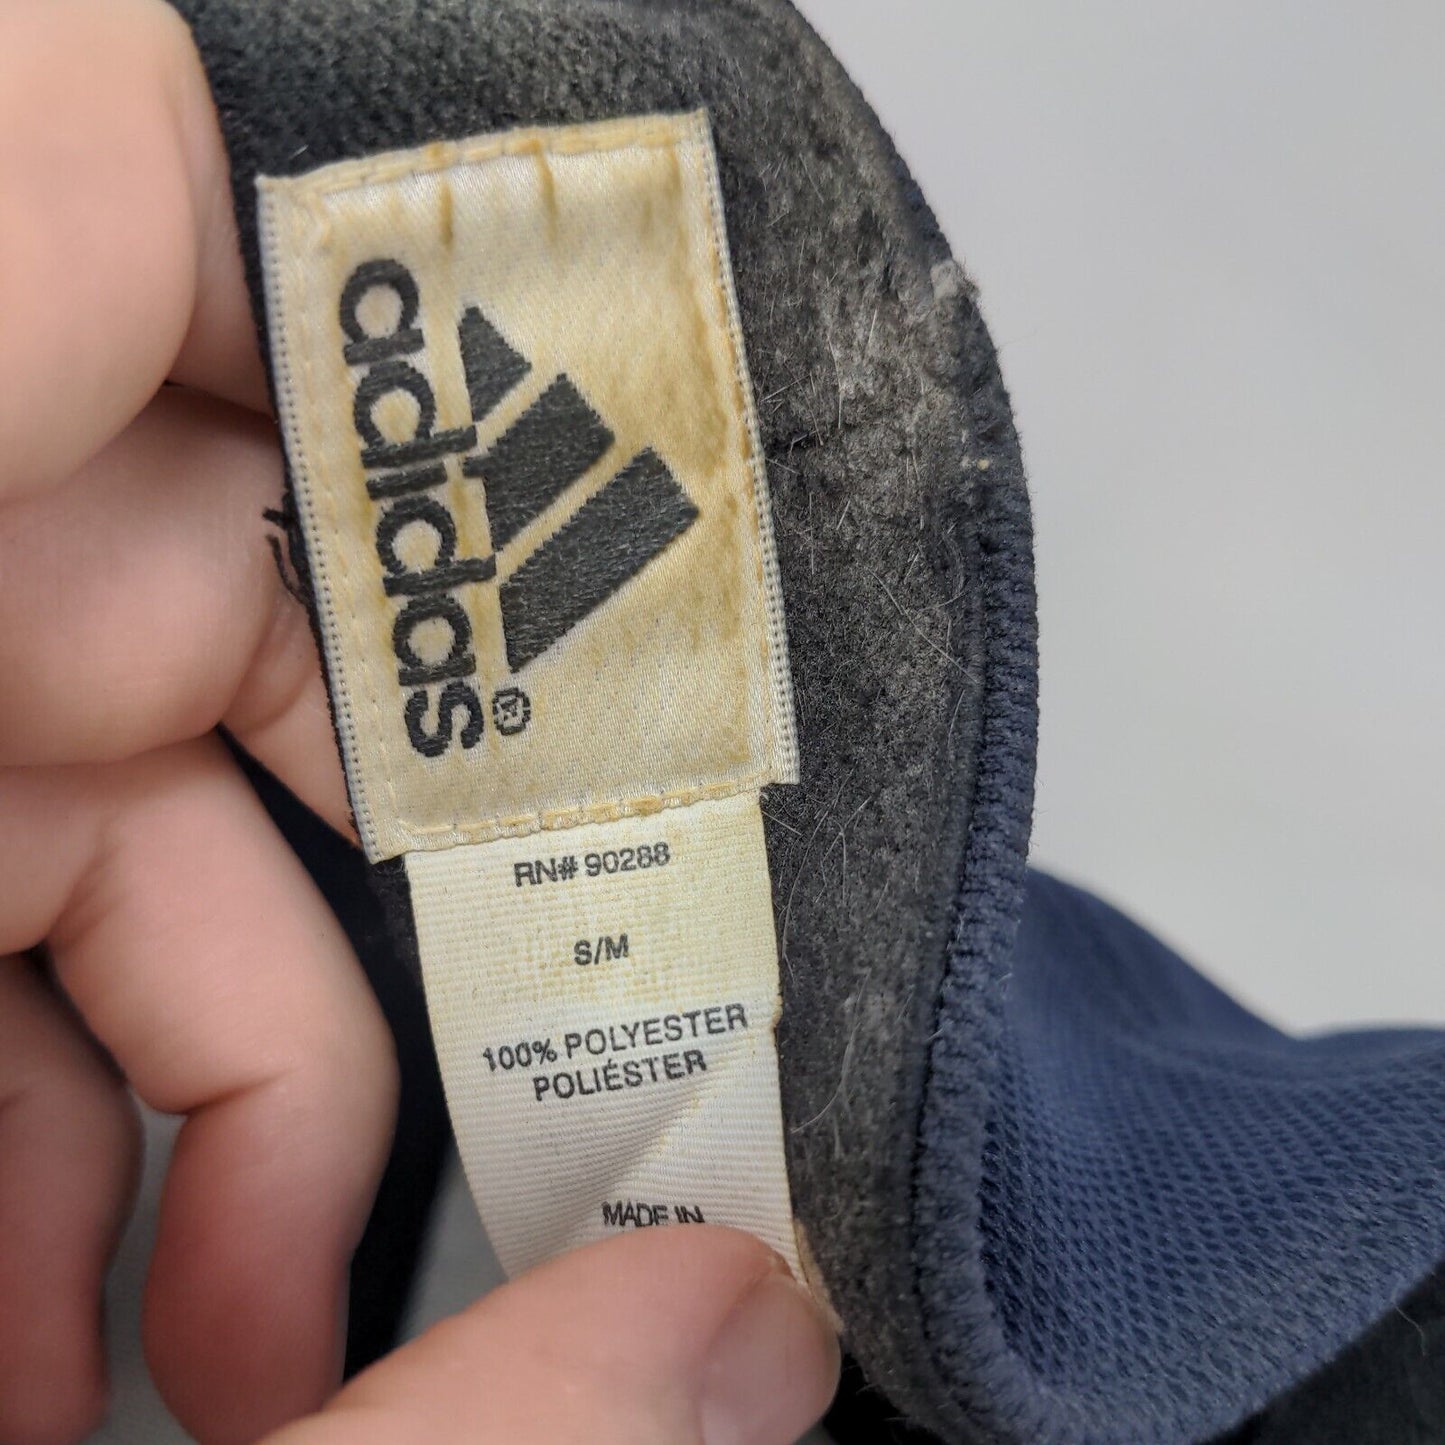 adidas®
RN# 90288
S/M
100% POLYESTER
POLIÉSTER
MADE IN